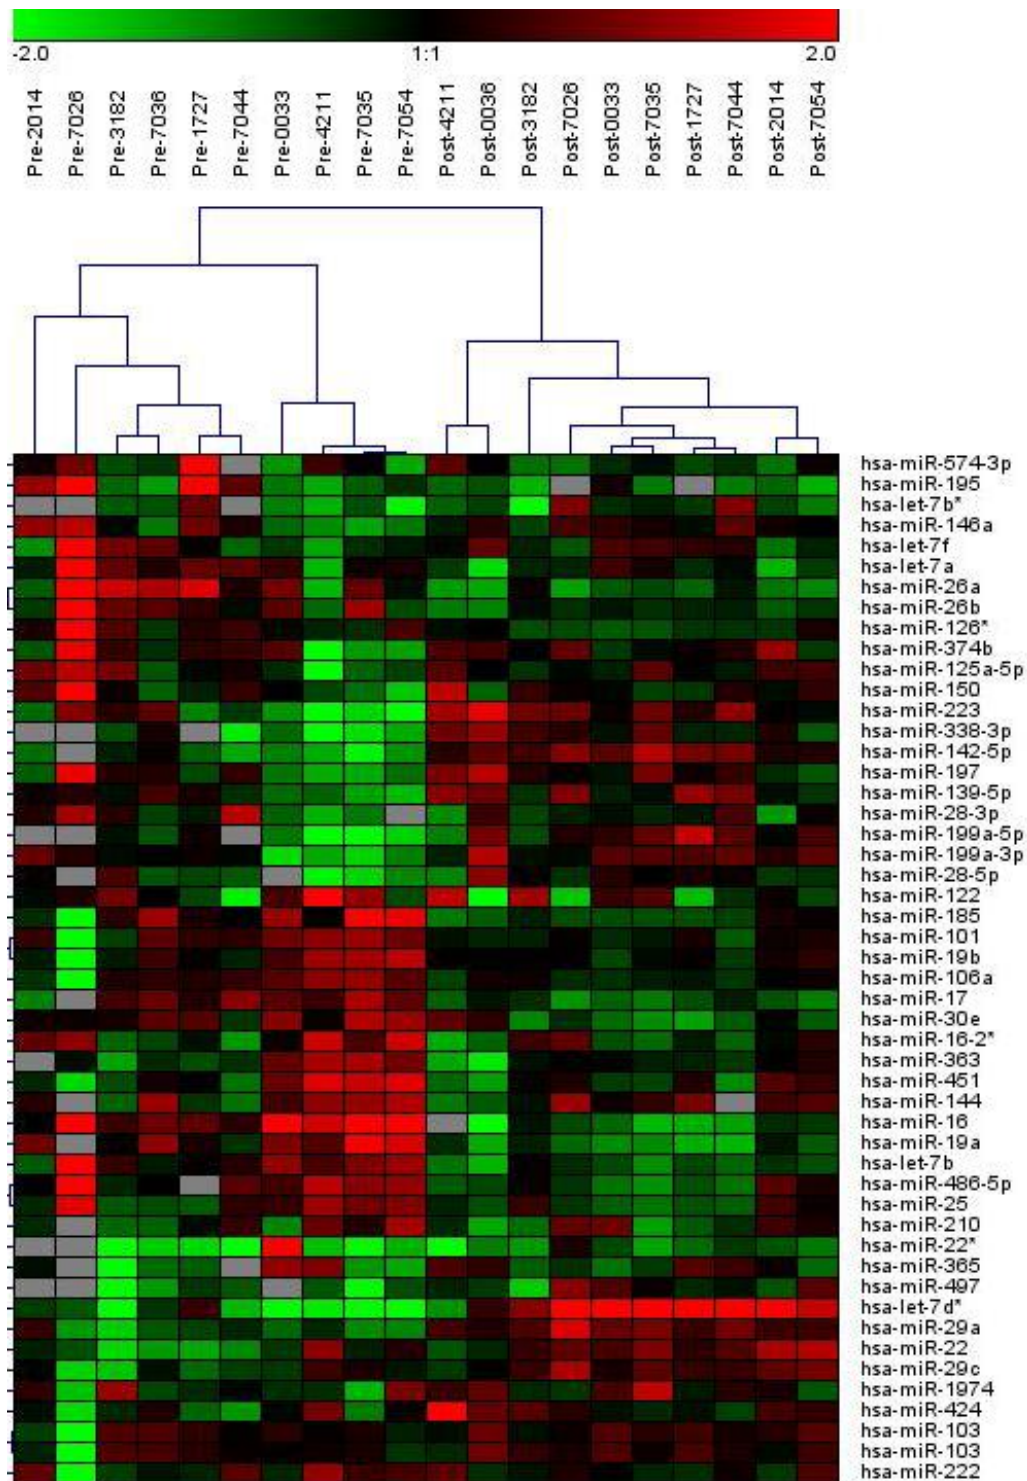 -2.0 1:1 2.0
Pre-2014
Pre-7026
Pre-3182
Pre-7036
Pre-1727
Pre-7044
Pre-0033
Pre-4211
Pre-7035
Pre-7054
Post-4211
Post-0036
Post-3182
Post-7026
Post-0033
Post-7035
Post-1727
Post-7044
Post-2014
Post-7054
hsa-miR-574-3p
hsa-miR-195
hsa-let-7b*
hsa-miR-146a
hsa-let-7f
hsa-let-7a
hsa-miR-26a
hsa-miR-26b
hsa-miR-126*
hsa-miR-374b
hsa-miR-125a-5p
hsa-miR-150
hsa-miR-223
hsa-miR-338-3p
hsa-miR-142-5p
hsa-miR-197
hsa-miR-139-5p
hsa-miR-28-3p
hsa-miR-199a-5p
hsa-miR-199a-3p
hsa-miR-28-5p
hsa-miR-122
hsa-miR-185
hsa-miR-101
hsa-miR-19b
hsa-miR-106a
hsa-miR-17
hsa-miR-30e
hsa-miR-16-2*
hsa-miR-363
hsa-miR-451
hsa-miR-144
hsa-miR-16
hsa-miR-19a
hsa-let-7b
hsa-miR-486-5p
hsa-miR-25
hsa-miR-210
hsa-miR-22*
hsa-miR-365
hsa-miR-497
hsa-let-7d*
hsa-miR-29a
hsa-miR-22
hsa-miR-29c
hsa-miR-1974
hsa-miR-424
hsa-miR-103
hsa-miR-103
hsa-miR-222